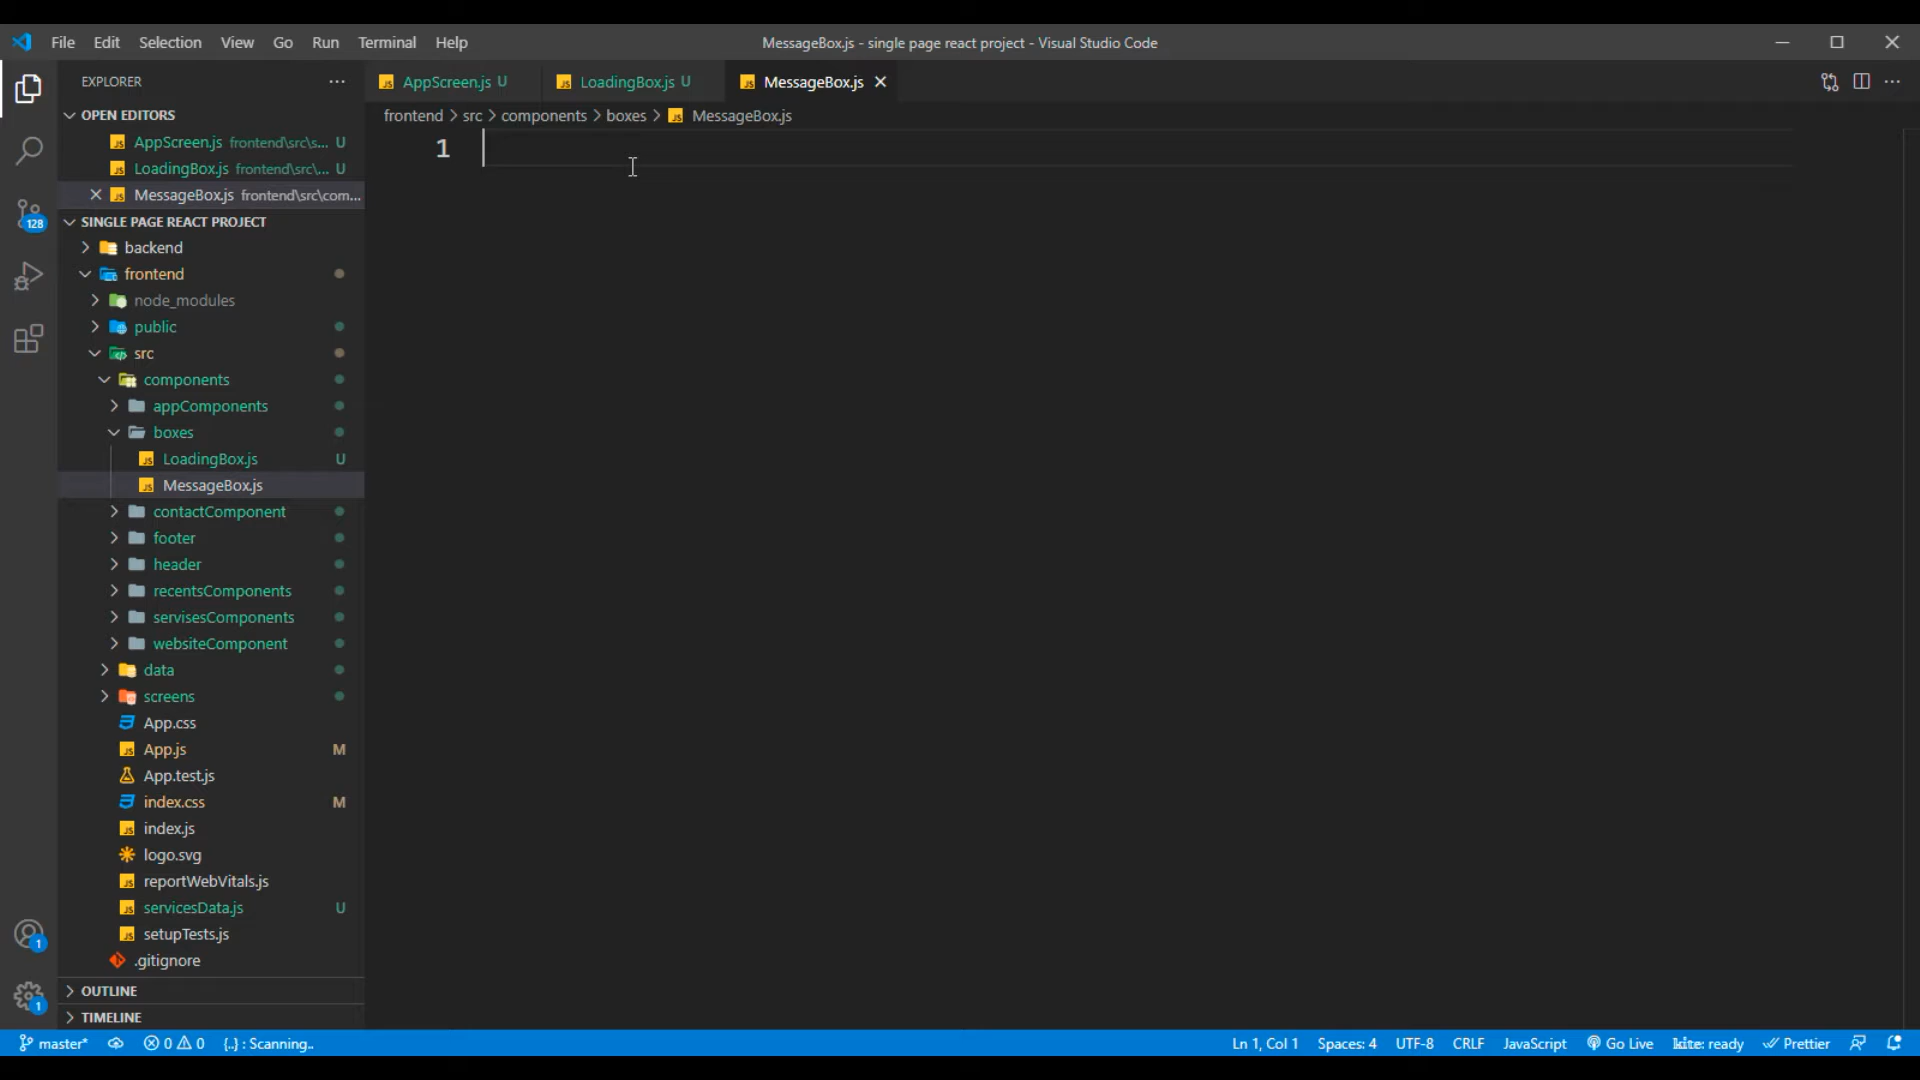 File Edit Selection View Go Run Terminal Help
MessageBox.js - single page react project - Visual Studio Code
EXPLORER
AppScreen.js U
LoadingBox.js U
MessageBox.js
frontend > src > components > boxes > MessageBox.js
1
OPEN EDITORS
AppScreen.js frontend\src\s... U
LoadingBox.js frontend\src\... U
MessageBox.js frontend\src\com...
128
SINGLE PAGE REACT PROJECT
backend
frontend
node_modules
public
src
components
appComponents
boxes
LoadingBox.js U
MessageBox.js
contactComponent
footer
header
recentsComponents
servisesComponents
websiteComponent
data
screens
App.css
App.js M
App.test.js
index.css M
index.js
logo.svg
reportWebVitals.js
servicesData.js U
setupTests.js
.gitignore
1
OUTLINE
1
TIMELINE
master* 0 0 {..} : Scanning..
Ln 1, Col 1 Spaces: 4 UTF-8 CRLF JavaScript Go Live kite: ready Prettier